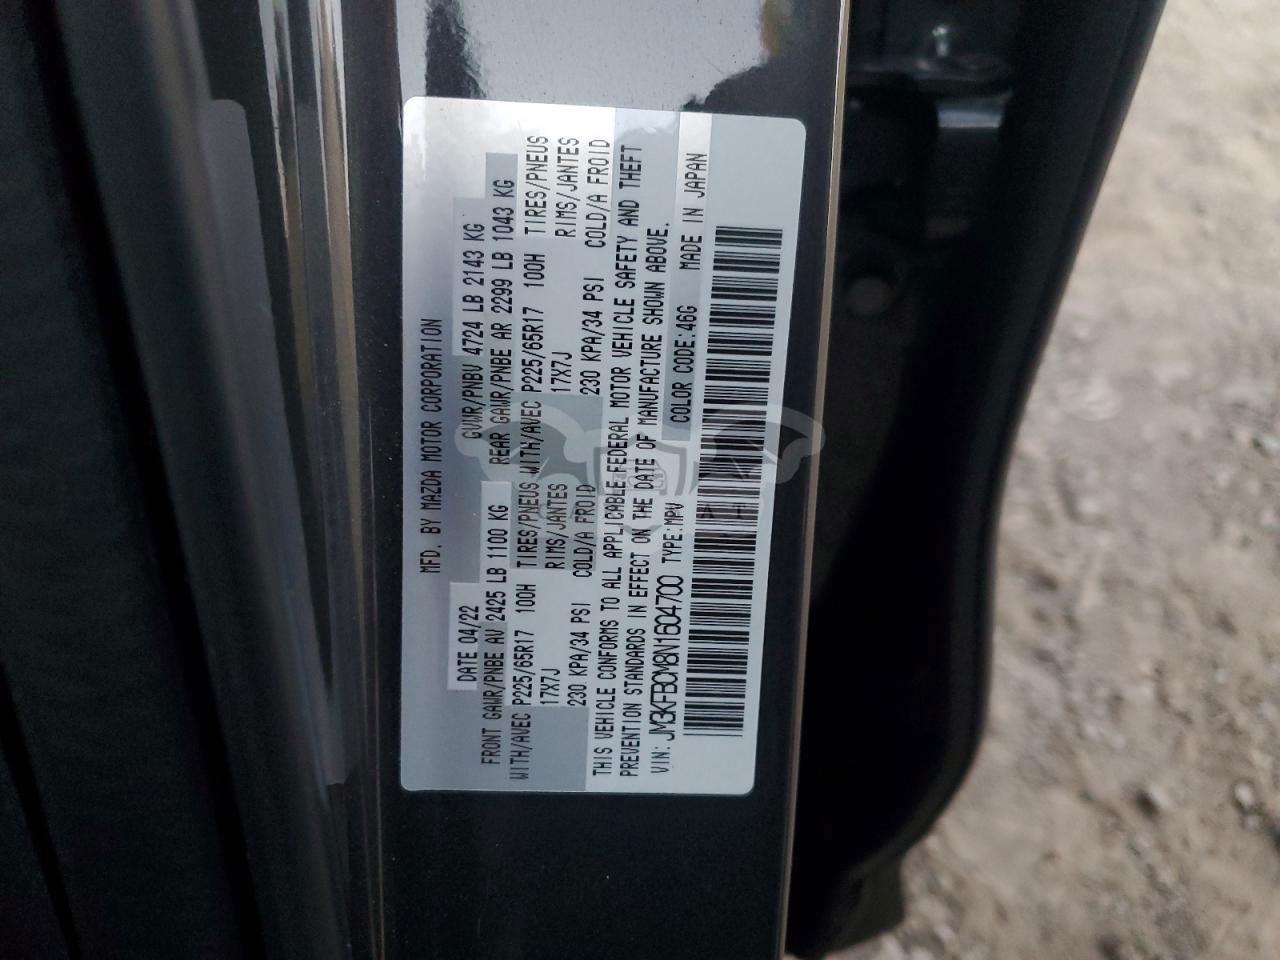 MFD. BY MAZDA MOTOR CORPORATION
DATE 04/22 GVWR/PNBV 4724 LB 2143 KG
FRONT GAWR/PNBE AV 2425 LB 1100 KG REAR GAWR/PNBE AR 2299 LB 1043 KG
WITH/AVEC P225/65R17 100H TIRES/PNEUS WITH/AVEC P225/65R17 100H TIRES/PNEUS
17X7J RIMS/JANTES 17X7J RIMS/JANTES
230 KPA/34 PSI COLD/A FROID 230 KPA/34 PSI COLD/A FROID
THIS VEHICLE CONFORMS TO ALL APPLICABLE FEDERAL MOTOR VEHICLE SAFETY AND THEFT
PREVENTION STANDARDS IN EFFECT ON THE DATE OF MANUFACTURE SHOWN ABOVE.
VIN: JM3KFBCM8N1604700 TYPE:MPV COLOR CODE:46G MADE IN JAPAN